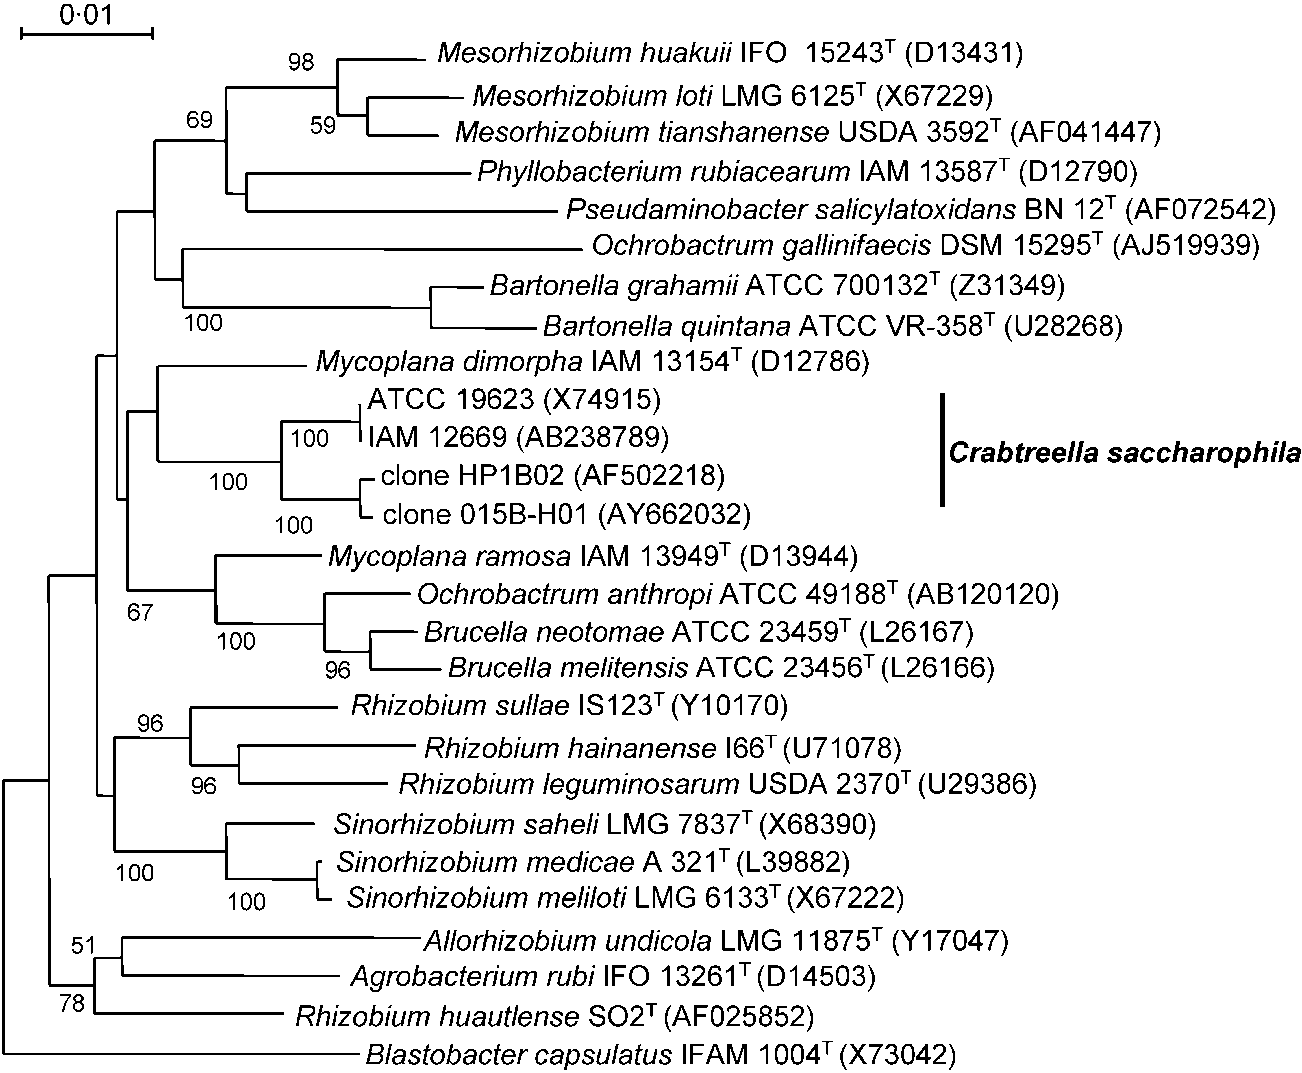 0·01
98
Mesorhizobium huakuii IFO 15243ᵀ (D13431)
Mesorhizobium loti LMG 6125ᵀ (X67229)
69
59
Mesorhizobium tianshanense USDA 3592ᵀ (AF041447)
Phyllobacterium rubiacearum IAM 13587ᵀ (D12790)
Pseudaminobacter salicylatoxidans BN 12ᵀ (AF072542)
Ochrobactrum gallinifaecis DSM 15295ᵀ (AJ519939)
Bartonella grahamii ATCC 700132ᵀ (Z31349)
100
Bartonella quintana ATCC VR-358ᵀ (U28268)
Mycoplana dimorpha IAM 13154ᵀ (D12786)
ATCC 19623 (X74915)
100
IAM 12669 (AB238789)
Crabtreella saccharophila
100
clone HP1B02 (AF502218)
100
clone 015B-H01 (AY662032)
Mycoplana ramosa IAM 13949ᵀ (D13944)
Ochrobactrum anthropi ATCC 49188ᵀ (AB120120)
67
100
Brucella neotomae ATCC 23459ᵀ (L26167)
96
Brucella melitensis ATCC 23456ᵀ (L26166)
Rhizobium sullae IS123ᵀ (Y10170)
96
Rhizobium hainanense I66ᵀ (U71078)
96
Rhizobium leguminosarum USDA 2370ᵀ (U29386)
Sinorhizobium saheli LMG 7837ᵀ (X68390)
100
Sinorhizobium medicae A 321ᵀ (L39882)
100
Sinorhizobium meliloti LMG 6133ᵀ (X67222)
51
Allorhizobium undicola LMG 11875ᵀ (Y17047)
Agrobacterium rubi IFO 13261ᵀ (D14503)
78
Rhizobium huautlense SO2ᵀ (AF025852)
Blastobacter capsulatus IFAM 1004ᵀ (X73042)